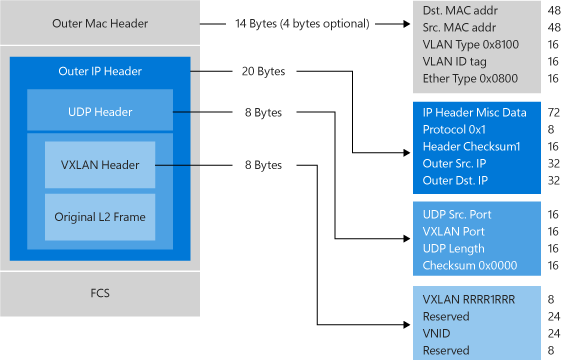 Outer Mac Header
14 Bytes (4 bytes optional)
Dst. MAC addr 48
Src. MAC addr 48
VLAN Type 0x8100 16
VLAN ID tag 16
Ether Type 0x0800 16
Outer IP Header
20 Bytes
UDP Header
8 Bytes
VXLAN Header
8 Bytes
Original L2 Frame
FCS
IP Header Misc Data 72
Protocol 0x1 8
Header Checksum1 16
Outer Src. IP 32
Outer Dst. IP 32
UDP Src. Port 16
VXLAN Port 16
UDP Length 16
Checksum 0x0000 16
VXLAN RRRR1RRR 8
Reserved 24
VNID 24
Reserved 8